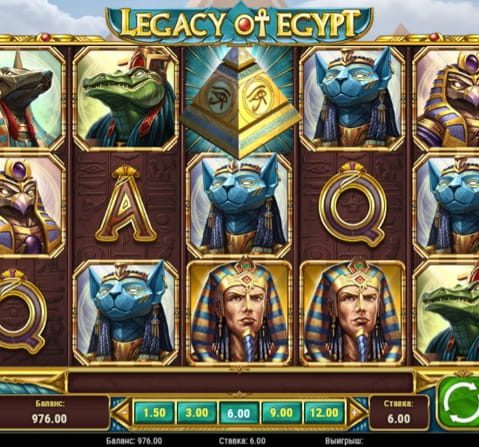 LEGACY OF EGYPT
A
Q
Q
Баланс:
976.00
1.50 3.00 6.00 9.00 12.00 +
Ставка:
6.00
Баланс: 976.00 Ставка: 6.00 Выигрыш: